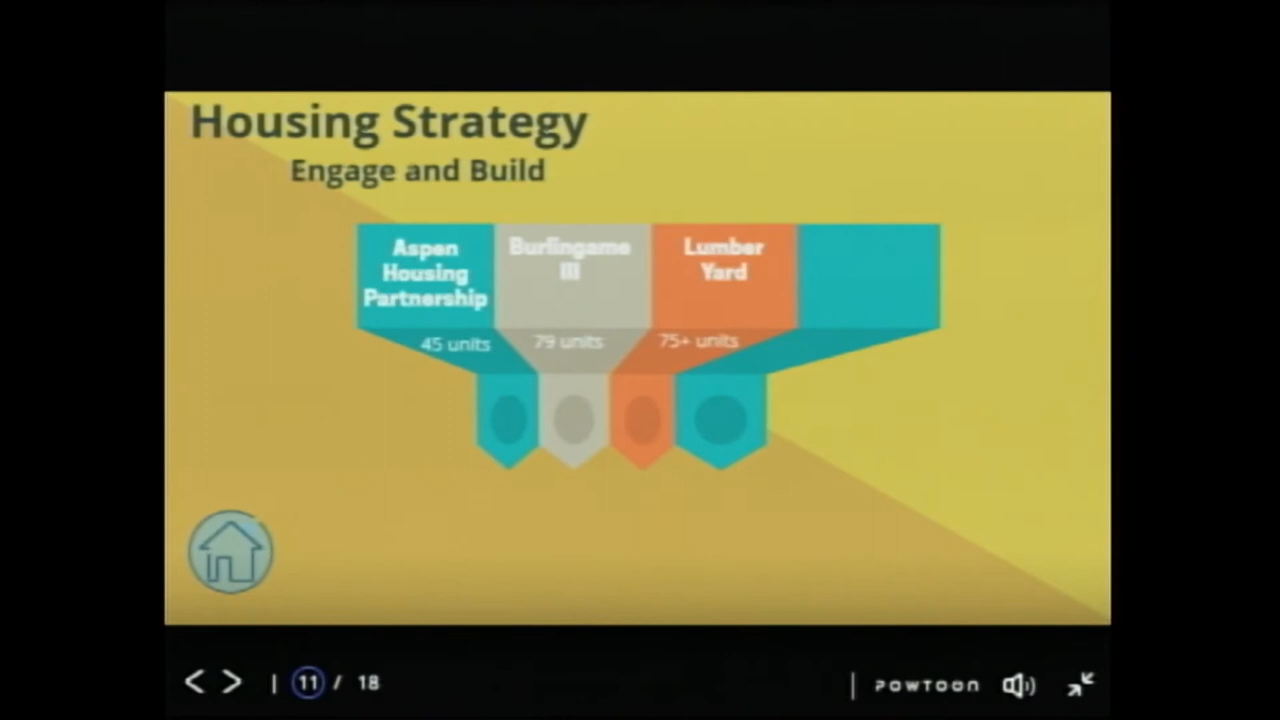 Housing Strategy
Engage and Build
Aspen
Housing
Partnership
Burlingame
III
Lumber
Yard
45 units
79 units
75+ units
| 11 / 18
| POWTOON